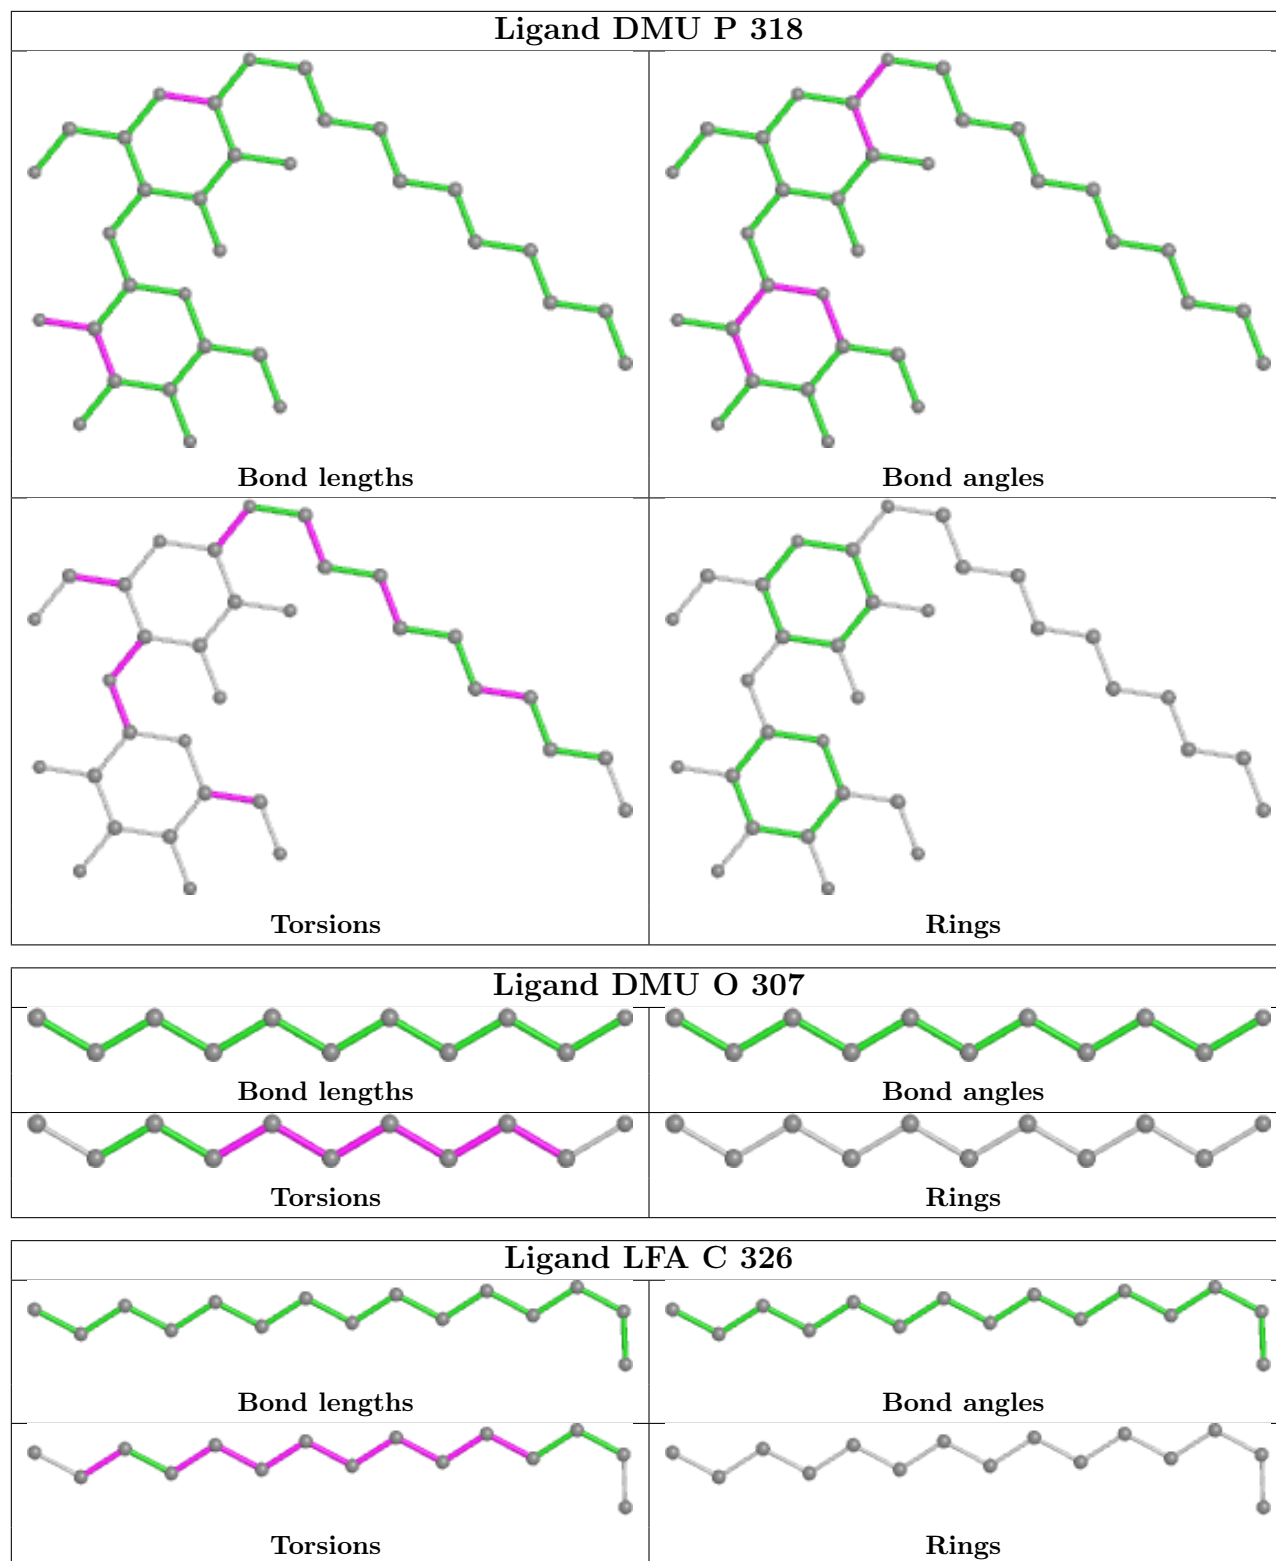 Ligand DMU P 318
Bond lengths
Bond angles
Torsions
Rings
Ligand DMU O 307
Bond lengths
Bond angles
Torsions
Rings
Ligand LFA C 326
Bond lengths
Bond angles
Torsions
Rings